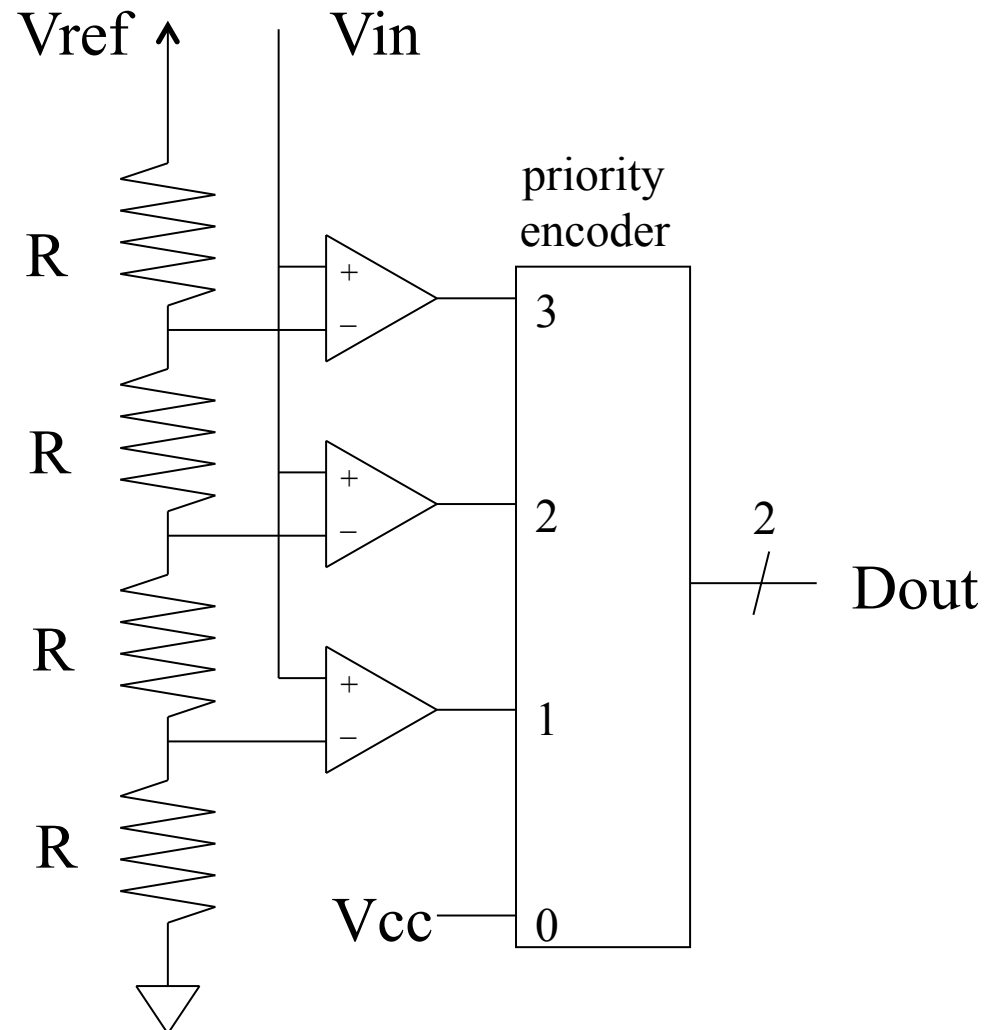 Vref
Vin
priority
encoder
R
+
−
3
R
+
−
2
2
Dout
R
+
−
1
R
Vcc
0